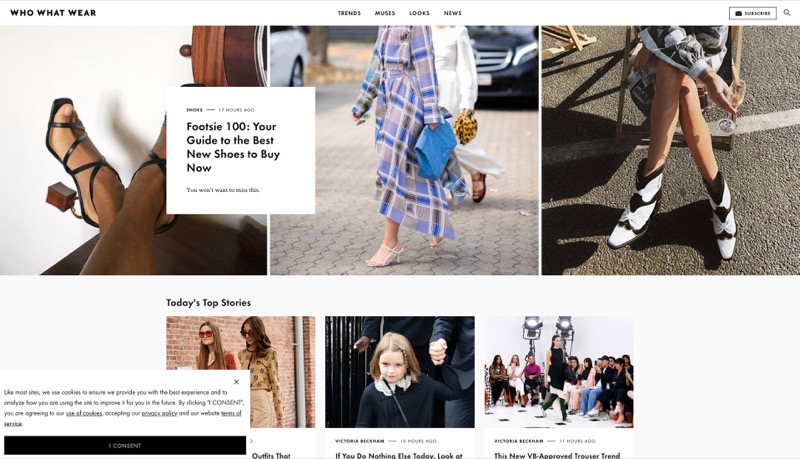 WHO WHAT WEAR
TRENDS MUSES LOOKS NEWS
SUBSCRIBE
SHOES — 17 HOURS AGO
Footsie 100: Your
Guide to the Best
New Shoes to Buy
Now
You won't want to miss this.
Today's Top Stories
Like most sites, we use cookies to ensure we provide you with the best experience and to
analyze how you are using the site to improve it for you in the future. By clicking "I CONSENT",
you are agreeing to our use of cookies, accepting our privacy policy and our website terms of
service.
I CONSENT
Outfits That
VICTORIA BECKHAM — 10 HOURS AGO
If You Do Nothing Else Today, Look at
VICTORIA BECKHAM — 11 HOURS AGO
This New VB-Approved Trouser Trend